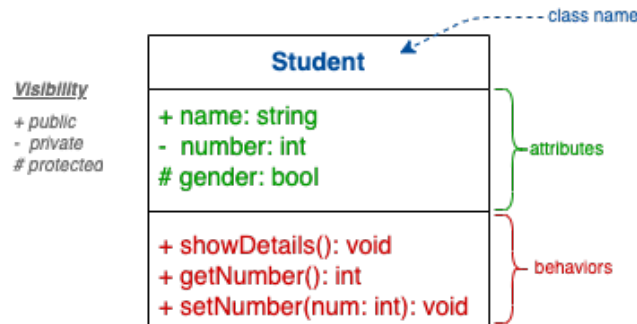 class name
Student
Visibility
+ public
- private
# protected
+ name: string
- number: int
# gender: bool
attributes
+ showDetails(): void
+ getNumber(): int
+ setNumber(num: int): void
behaviors